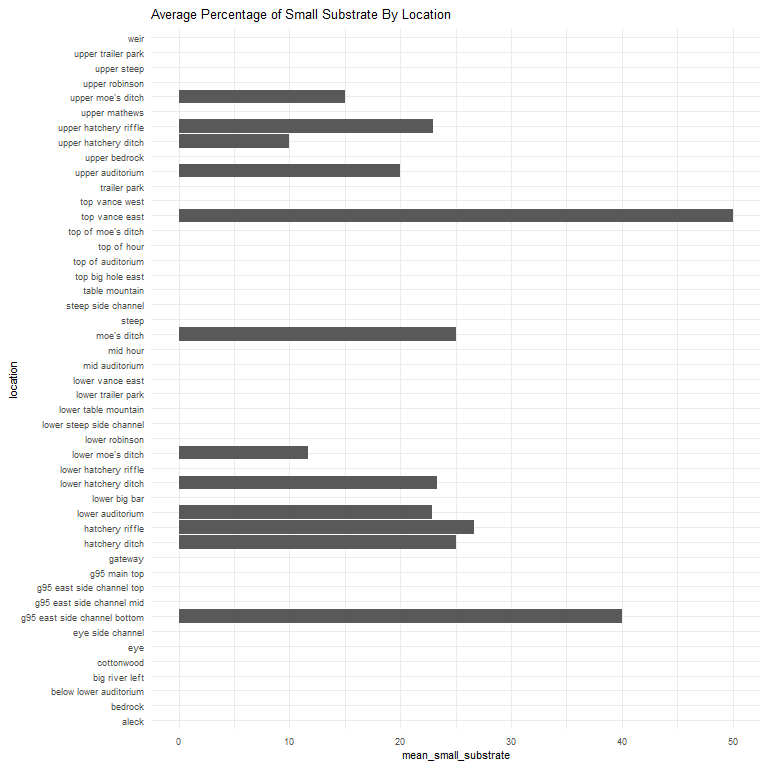 Average Percentage of Small Substrate By Location
weir
upper trailer park
upper steep
upper robinson
upper moe's ditch
upper mathews
upper hatchery riffle
upper hatchery ditch
upper bedrock
upper auditorium
trailer park
top vance west
top vance east
top of moe's ditch
top of hour
top of auditorium
top big hole east
table mountain
steep side channel
steep
moe's ditch
mid hour
mid auditorium
lower vance east
lower trailer park
lower table mountain
lower steep side channel
lower robinson
lower moe's ditch
lower hatchery riffle
lower hatchery ditch
lower big bar
lower auditorium
hatchery riffle
hatchery ditch
gateway
g95 main top
g95 east side channel top
g95 east side channel mid
g95 east side channel bottom
eye side channel
eye
cottonwood
big river left
below lower auditorium
bedrock
aleck
location
0 10 20 30 40 50
mean_small_substrate